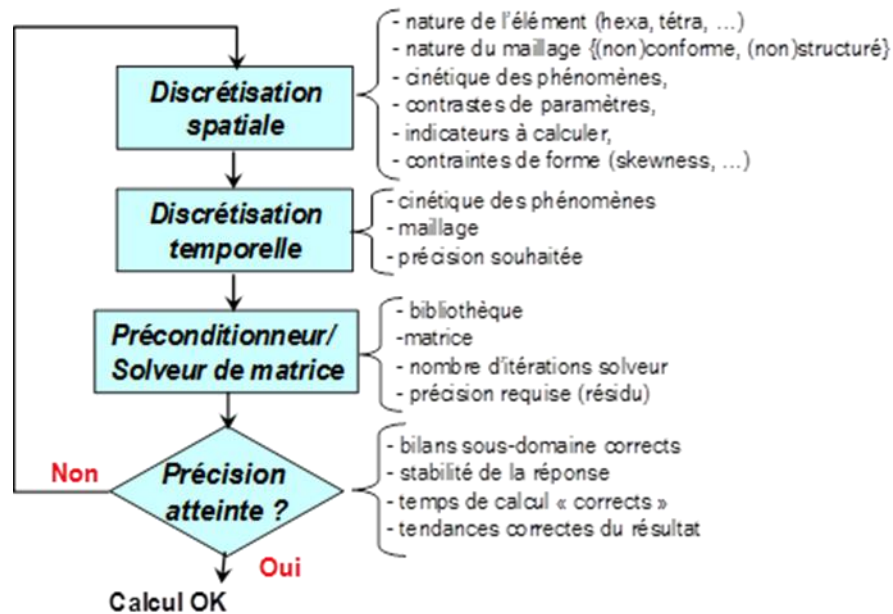 - nature de l'élément (hexa, tétra, ...)
- nature du maillage {(non)conforme, (non)structuré}
- cinétique des phénomènes,
- contrastes de paramètres,
- indicateurs à calculer,
- contraintes de forme (skewness, ...)
Discrétisation
spatiale
- cinétique des phénomènes
- maillage
- précision souhaitée
Discrétisation
temporelle
- bibliothèque
-matrice
- nombre d'itérations solveur
- précision requise (résidu)
Préconditionneur/
Solveur de matrice
- bilans sous-domaine corrects
- stabilité de la réponse
- temps de calcul « corrects »
- tendances correctes du résultat
Non
Précision
atteinte ?
Oui
Calcul OK